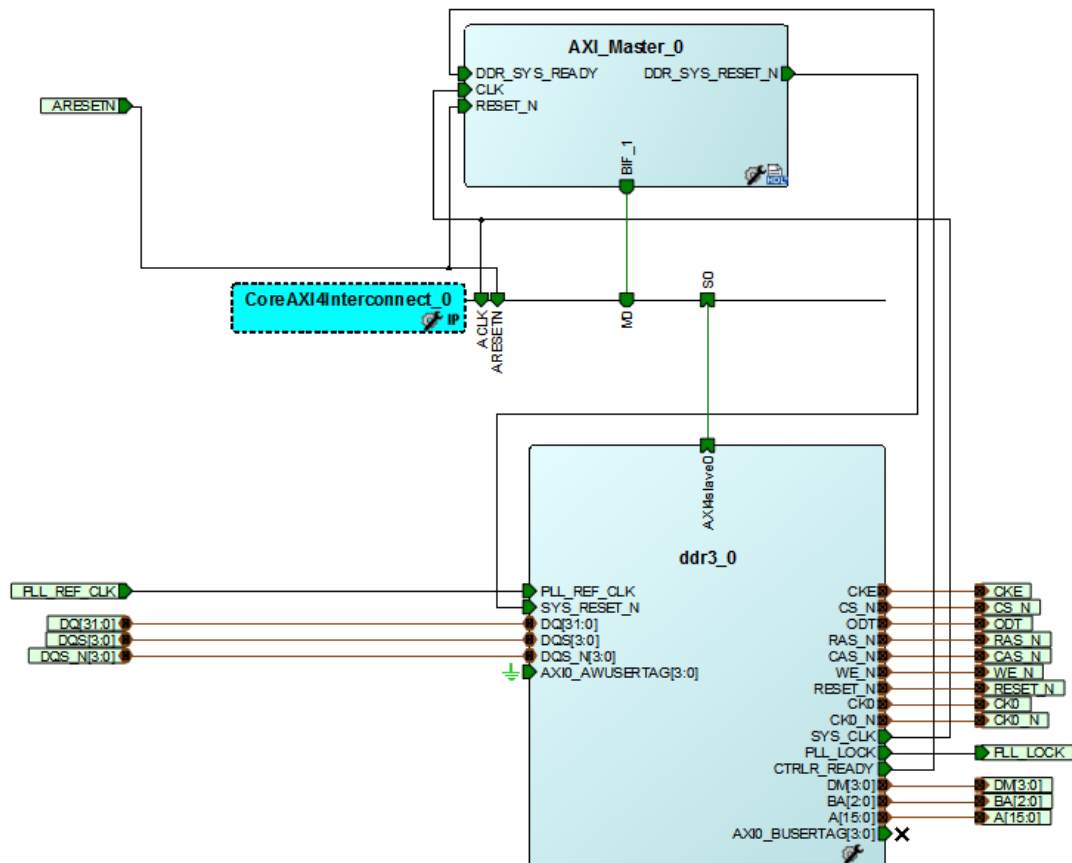 AXI_Master_0
DDR_SYS_READY
DDR_SYS_RESET_N
CLK
RESET_N
ARESETN
BIF_1
HDL
CoreAXI4Interconnect_0
IP
ACLK
ARESETN
M0
S0
AXI4slave0
ddr3_0
PLL_REF_CLK
PLL_REF_CLK
SYS_RESET_N
DQ[31:0]
DQ[31:0]
DQS[3:0]
DQS[3:0]
DQS_N[3:0]
DQS_N[3:0]
AXI0_AWUSERTAG[3:0]
CKE
CKE
CS_N
CS_N
ODT
ODT
RAS_N
RAS_N
CAS_N
CAS_N
WE_N
WE_N
RESET_N
RESET_N
CK0
CK0
CK0_N
CK0_N
SYS_CLK
PLL_LOCK
PLL_LOCK
CTRLR_READY
DM[3:0]
DM[3:0]
BA[2:0]
BA[2:0]
A[15:0]
A[15:0]
AXI0_BUSERTAG[3:0]